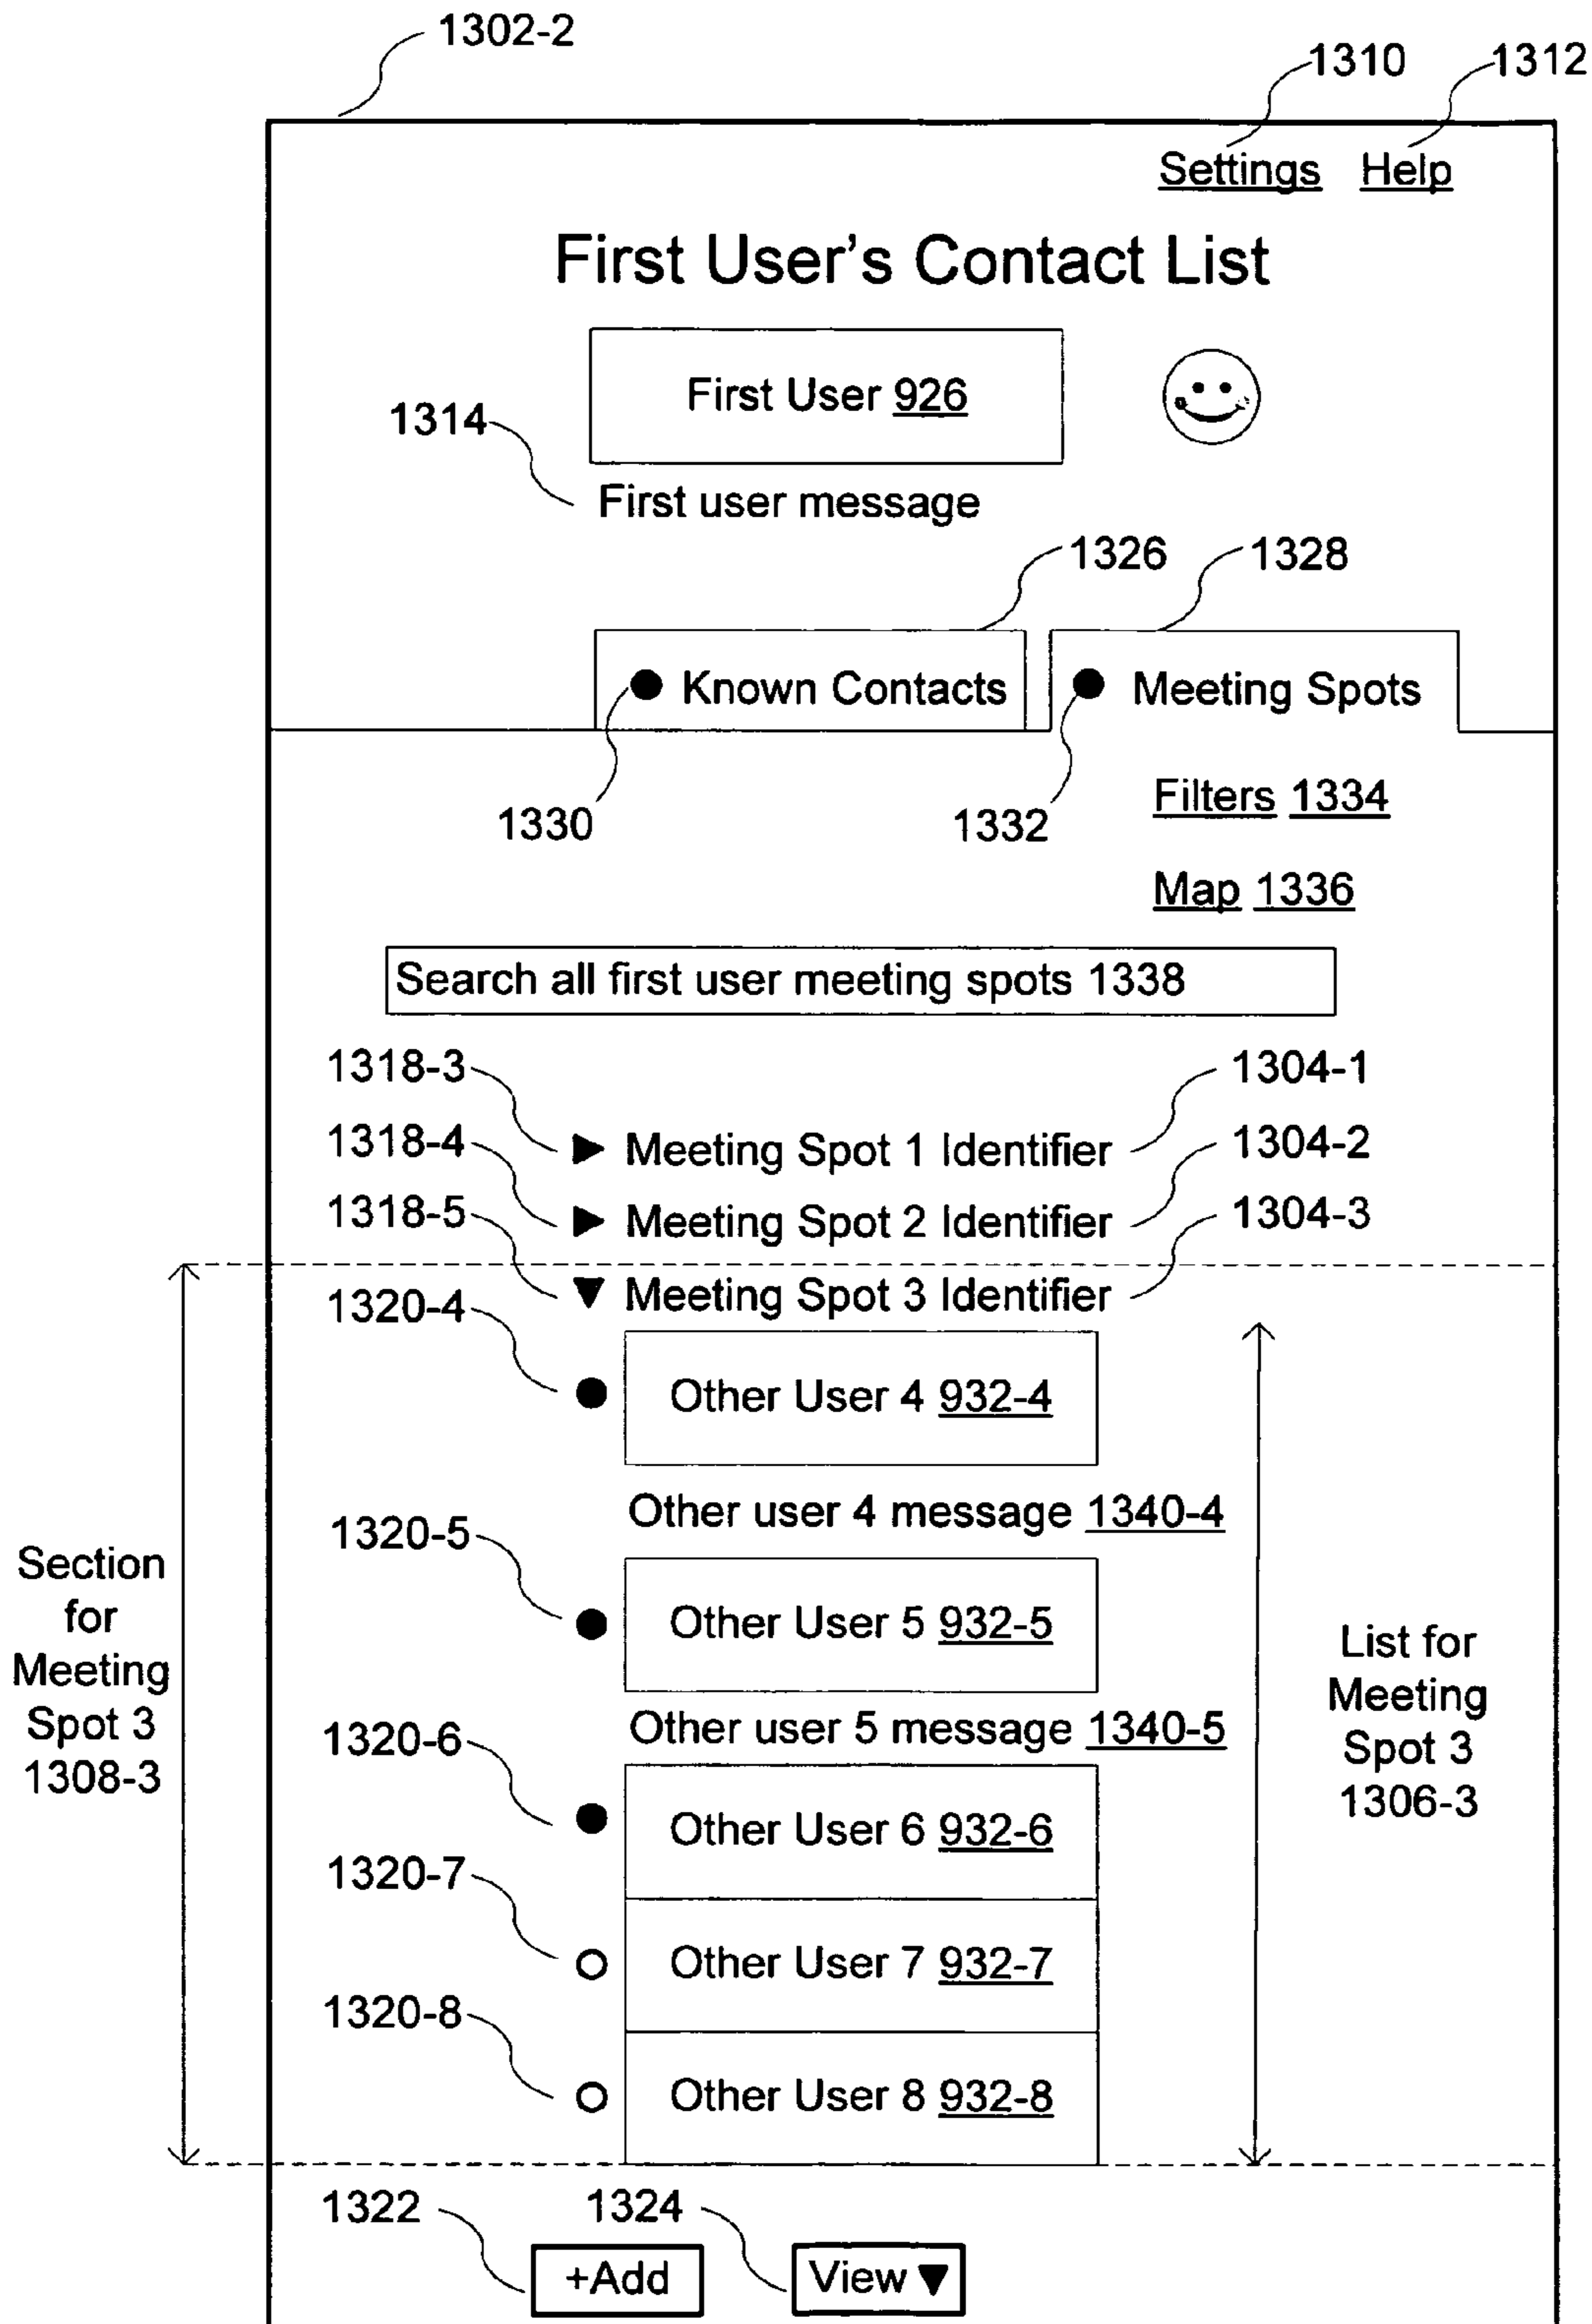 1302-2
1310
1312
Settings Help
First User's Contact List
First User 926
1314
First user message
1326
1328
Known Contacts
Meeting Spots
1330
1332
Filters 1334
Map 1336
Search all first user meeting spots 1338
1318-3
1304-1
▶ Meeting Spot 1 Identifier
1318-4
1304-2
▶ Meeting Spot 2 Identifier
1318-5
1304-3
▼ Meeting Spot 3 Identifier
1320-4
Other User 4 932-4
Other user 4 message 1340-4
1320-5
Other User 5 932-5
Other user 5 message 1340-5
1320-6
Other User 6 932-6
1320-7
Other User 7 932-7
1320-8
Other User 8 932-8
Section
for
Meeting
Spot 3
1308-3
List for
Meeting
Spot 3
1306-3
1322
1324
+Add
View ▼